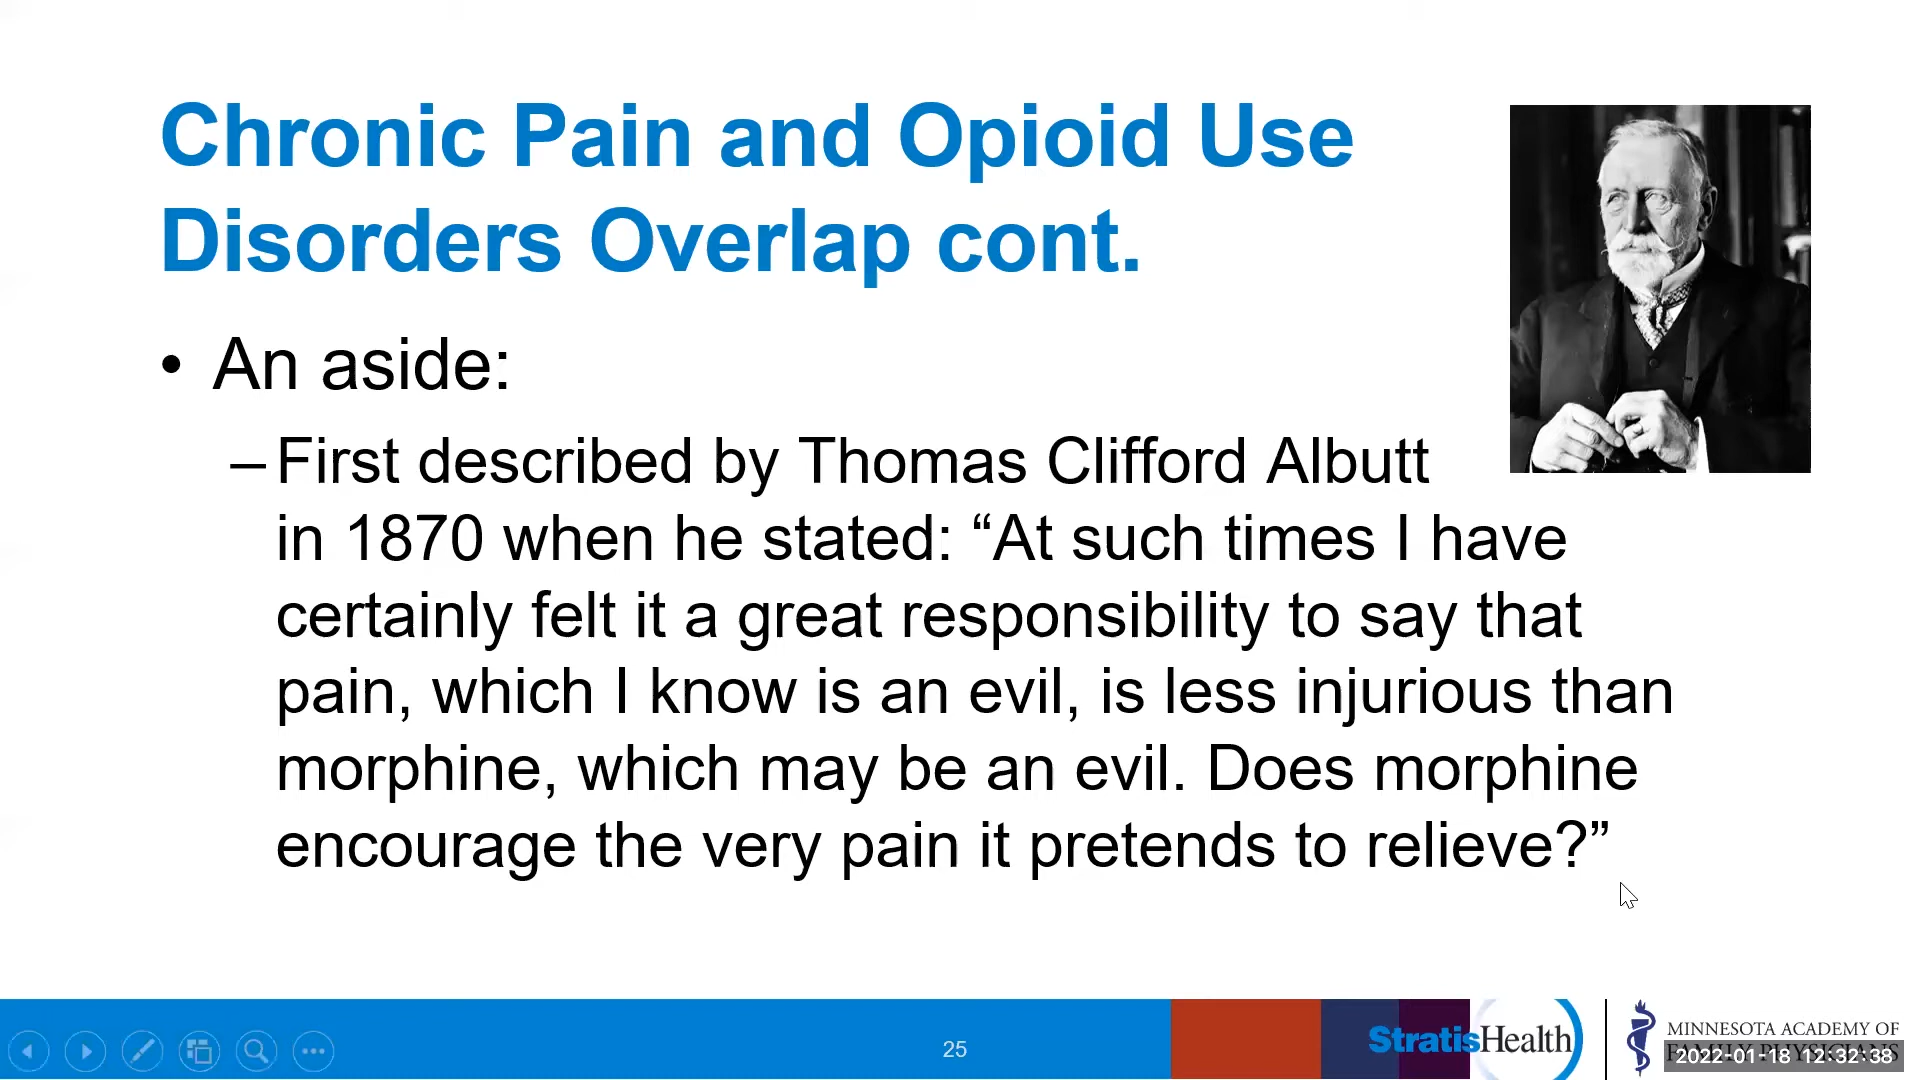 Chronic Pain and Opioid Use
Disorders Overlap cont.
• An aside:
–First described by Thomas Clifford Albutt
in 1870 when he stated: “At such times I have
certainly felt it a great responsibility to say that
pain, which I know is an evil, is less injurious than
morphine, which may be an evil. Does morphine
encourage the very pain it pretends to relieve?”
25
StratisHealth
MINNESOTA ACADEMY OF
FAMILY PHYSICIANS
2022-01-18 12:32:38